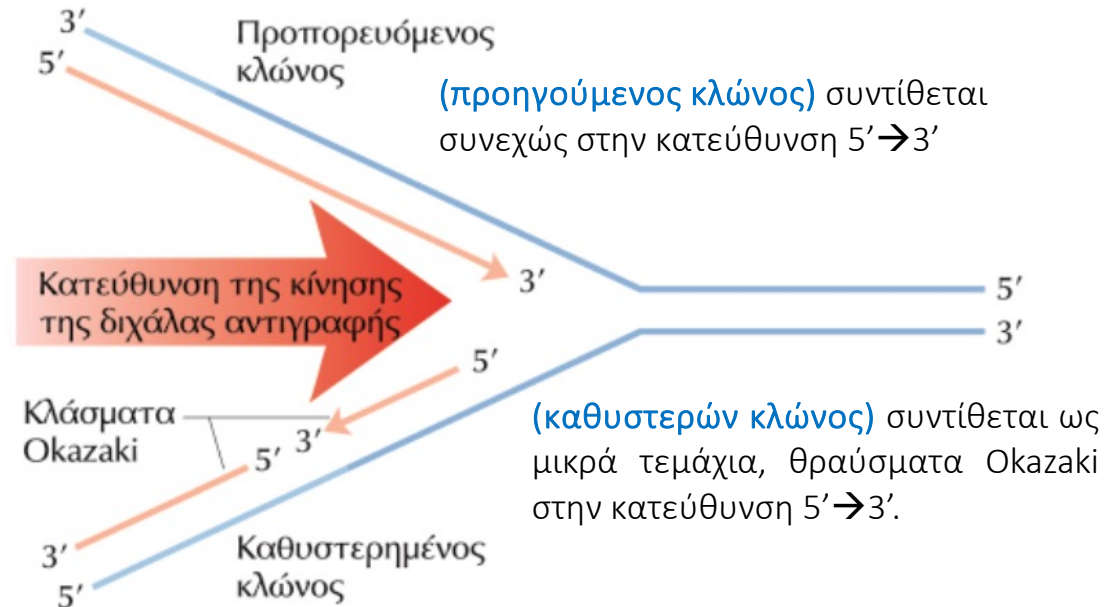 3′
5′
Προπορευόμενος
κλώνος
(προηγούμενος κλώνος) συντίθεται
συνεχώς στην κατεύθυνση 5’→3’
3′
Κατεύθυνση της κίνησης
της διχάλας αντιγραφής
5′
3′
5′
Κλάσματα
Okazaki
3′
5′
(καθυστερών κλώνος) συντίθεται ως
μικρά τεμάχια, θραύσματα Okazaki
στην κατεύθυνση 5’→3’.
3′
5′
Καθυστερημένος
κλώνος